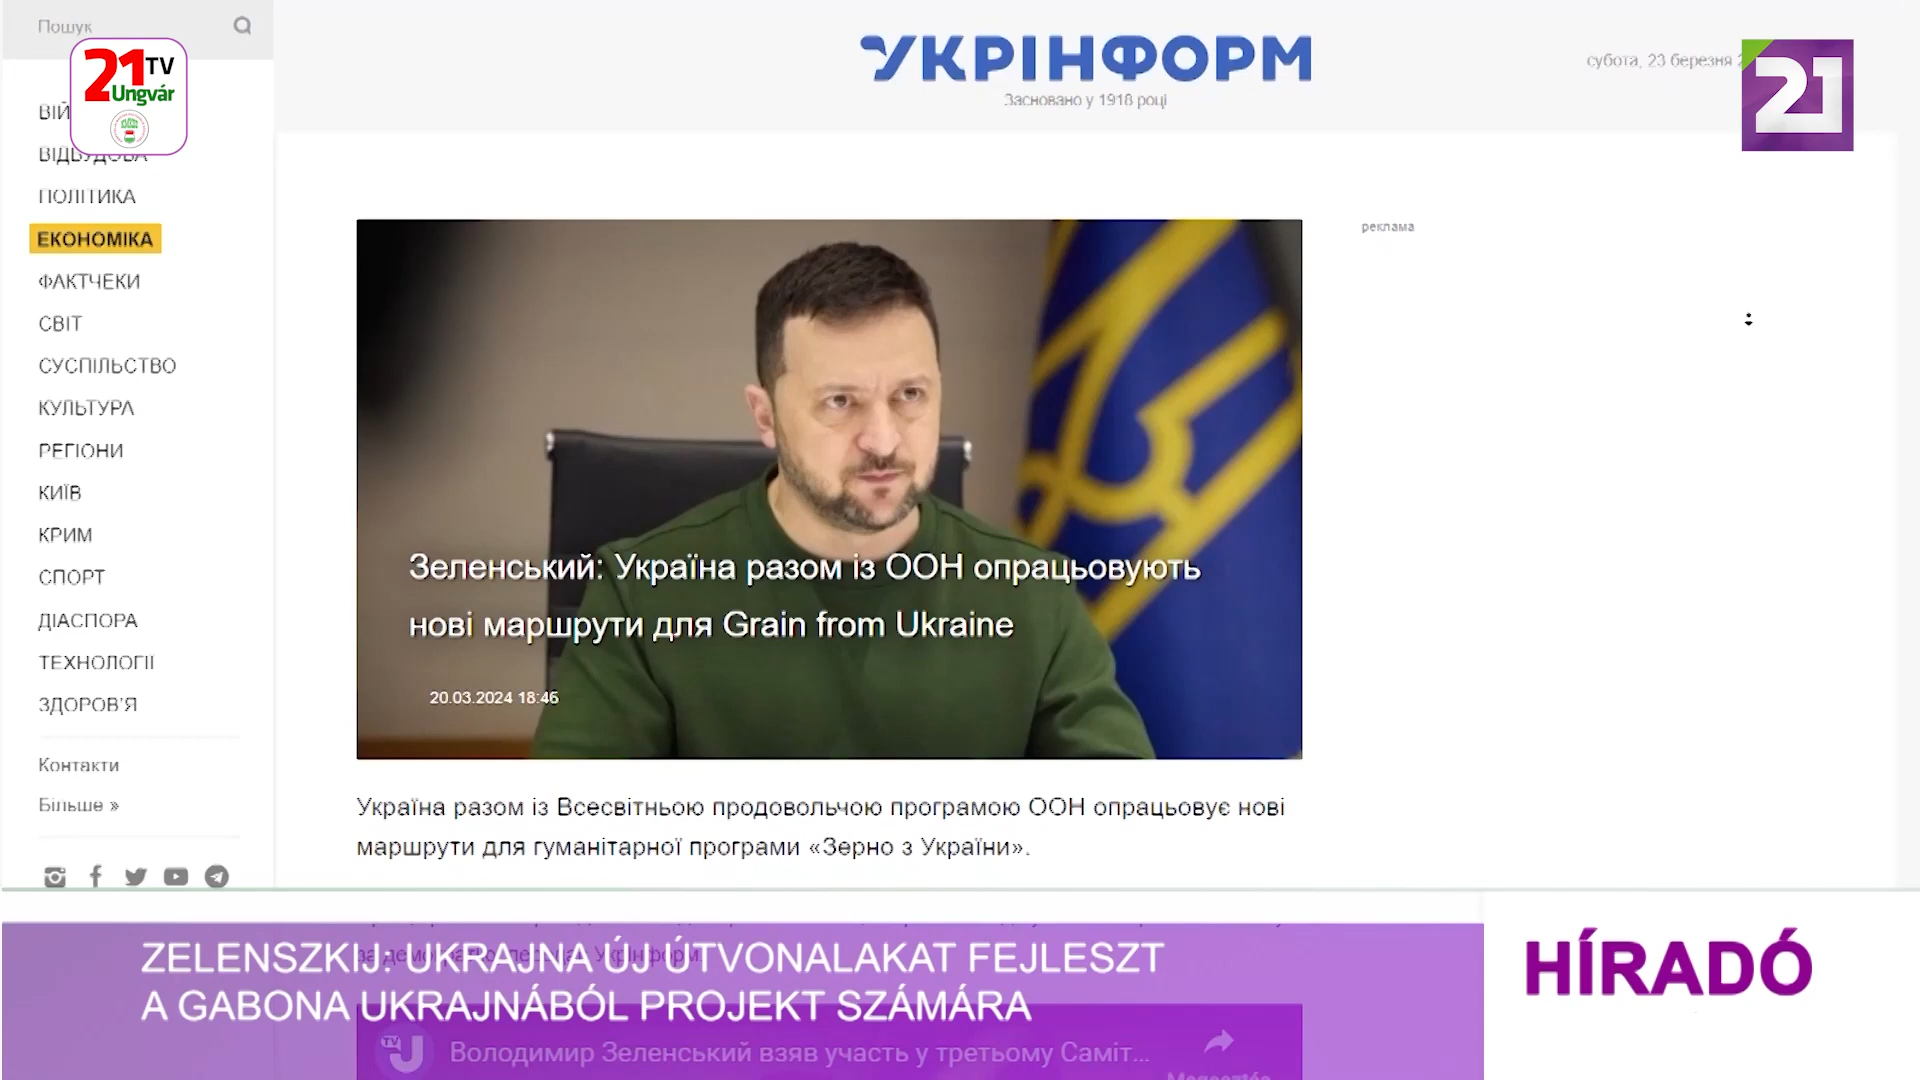 Пошук
21 TV
Ungvár
УКРІНФОРМ
Засновано у 1918 році
субота, 23 березня
21
ВІДБУДОВА
ПОЛІТИКА
ЕКОНОМІКА
ФАКТЧЕКИ
СВІТ
СУСПІЛЬСТВО
КУЛЬТУРА
РЕГІОНИ
КИЇВ
КРИМ
СПОРТ
ДІАСПОРА
ТЕХНОЛОГІЇ
ЗДОРОВ'Я
Контакти
Більше »
реклама
Зеленський: Україна разом із ООН опрацьовують
нові маршрути для Grain from Ukraine
20.03.2024 18:46
Україна разом із Всесвітньою продовольчою програмою ООН опрацьовує нові
маршрути для гуманітарної програми «Зерно з України».
ZELENSZKIJ: UKRAJNA ÚJ ÚTVONALAKAT FEJLESZT
A GABONA UKRAJNÁBÓL PROJEKT SZÁMÁRA
HÍRADÓ
Володимир Зеленський взяв участь у третьому Саміт...